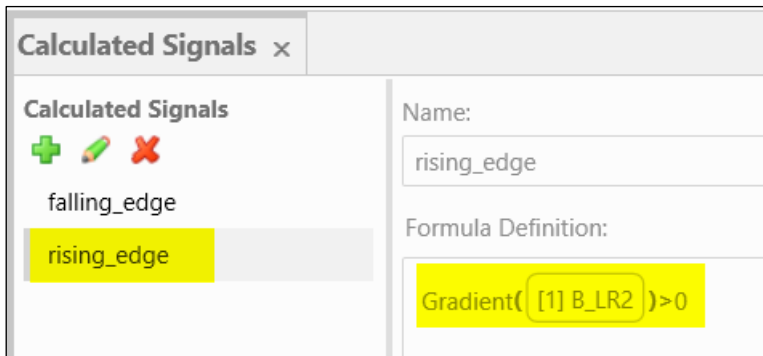 Calculated Signals ×
Calculated Signals
falling_edge
rising_edge
Name:
rising_edge
Formula Definition:
Gradient( [1] B_LR2 )>0